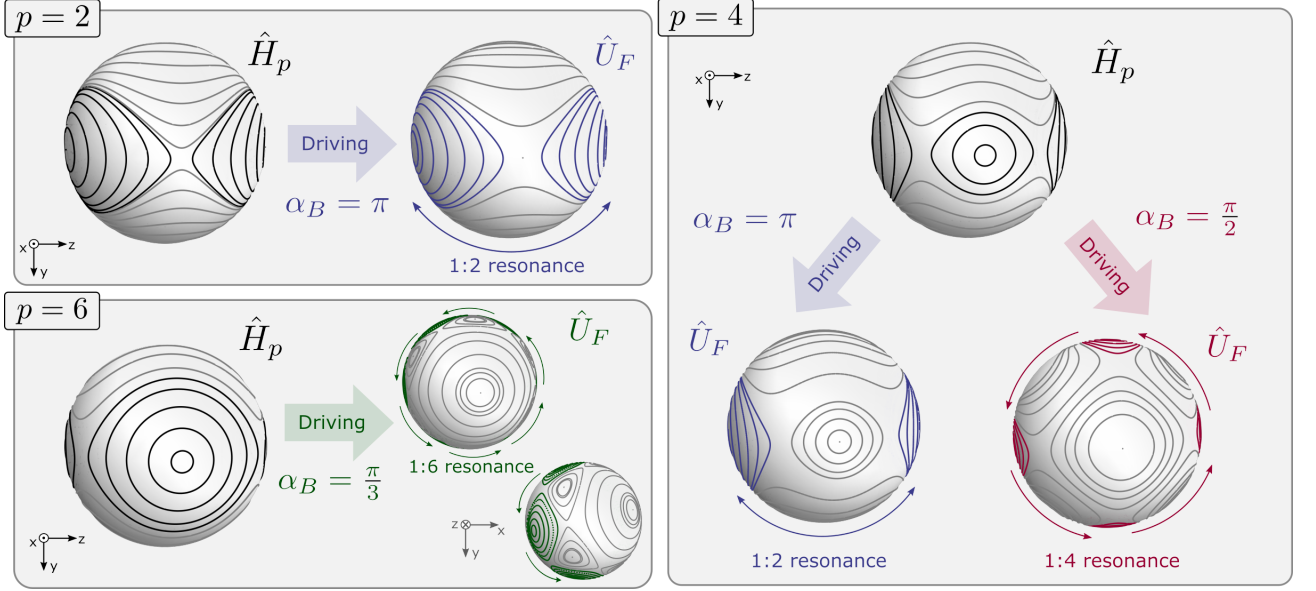 p = 2
Ĥ_p
Û_F
Driving
α_B = π
x z y
1:2 resonance
p = 6
Ĥ_p
Û_F
Driving
α_B = π/3
1:6 resonance
x z y
z x y
p = 4
x z y
Ĥ_p
α_B = π
α_B = π/2
Driving
Driving
Û_F
Û_F
1:2 resonance
1:4 resonance